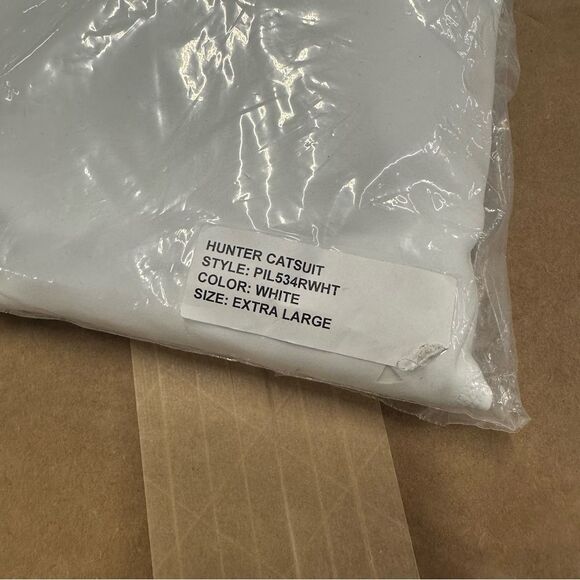 HUNTER CATSUIT
STYLE: PIL534RWHT
COLOR: WHITE
SIZE: EXTRA LARGE